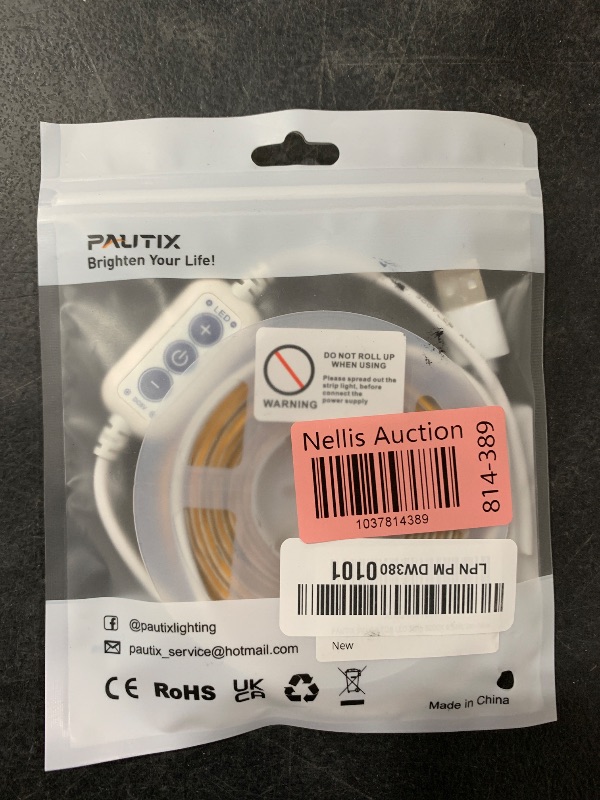 PAUTIX
Brighten Your Life!
LED
DO NOT ROLL UP
WHEN USING
Please spread out the
strip light, before
connect the
power supply
WARNING
Nellis Auction
1037814389
814-389
LPN PM DW380 0101
New
@pautixlighting
pautix_service@hotmail.com
CE RoHS UK
CA
Made in China